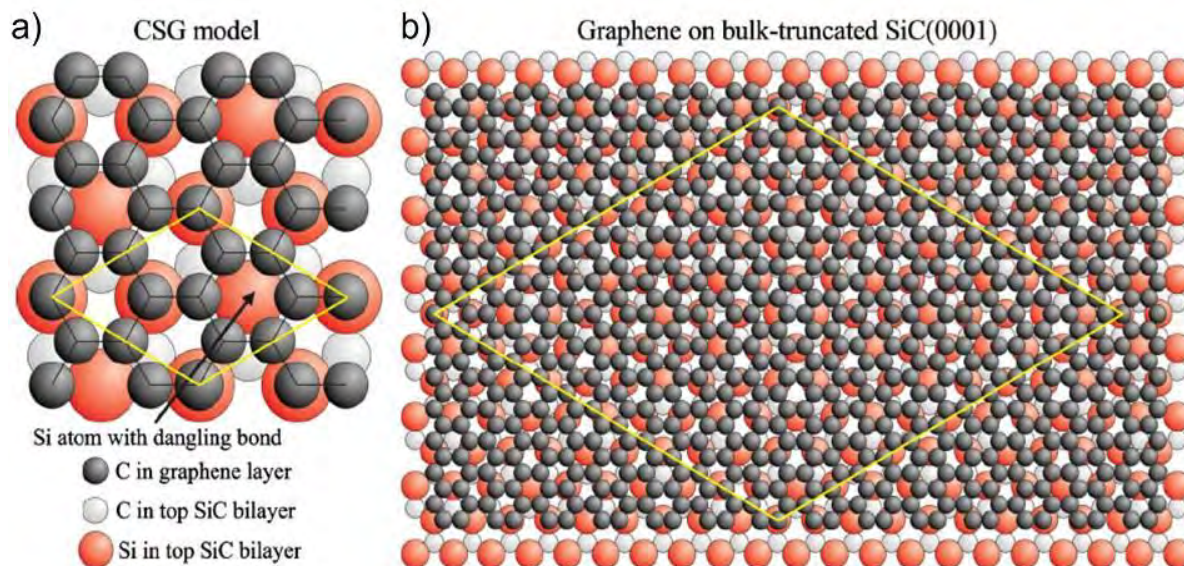 a)
CSG model
b)
Graphene on bulk-truncated SiC(0001)
Si atom with dangling bond
C in graphene layer
C in top SiC bilayer
Si in top SiC bilayer